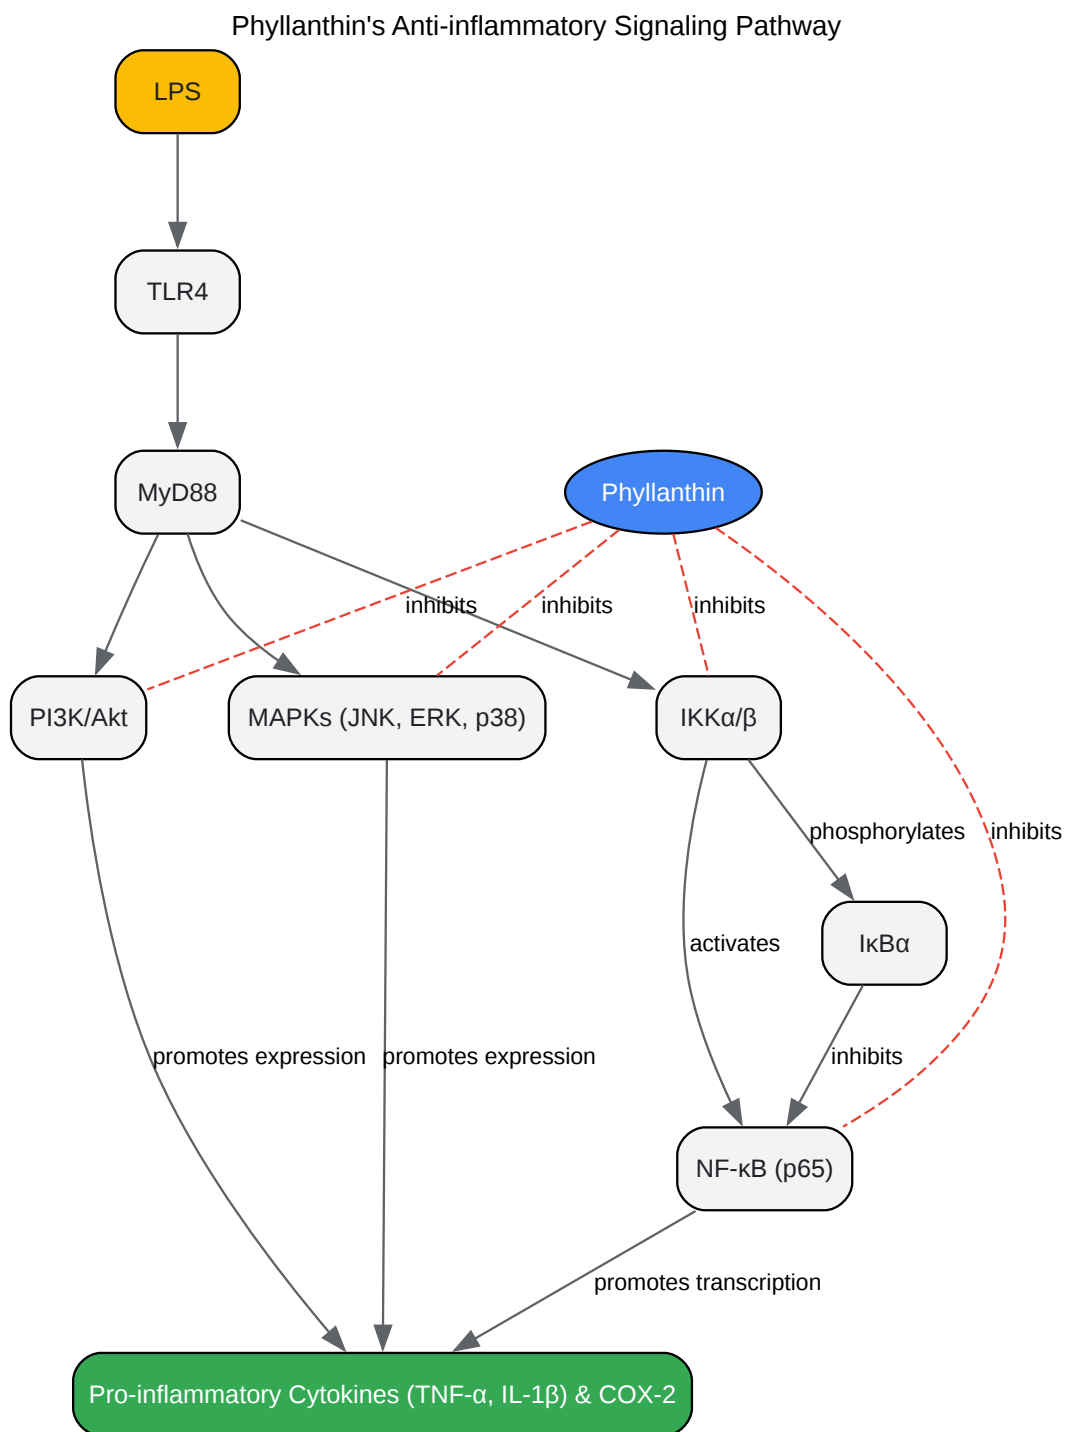 Phyllanthin's Anti-inflammatory Signaling Pathway
LPS
TLR4
MyD88
Phyllanthin
inhibits
inhibits
inhibits
PI3K/Akt
MAPKs (JNK, ERK, p38)
IKKα/β
phosphorylates
inhibits
activates
IκBα
promotes expression
promotes expression
inhibits
NF-κB (p65)
promotes transcription
Pro-inflammatory Cytokines (TNF-α, IL-1β) & COX-2